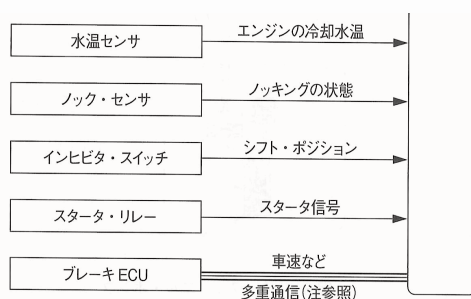 水温センサ
エンジンの冷却水温
ノック・センサ
ノッキングの状態
インヒビタ・スイッチ
シフト・ポジション
スタータ・リレー
スタータ信号
ブレーキ ECU
車速など
多重通信(注参照)